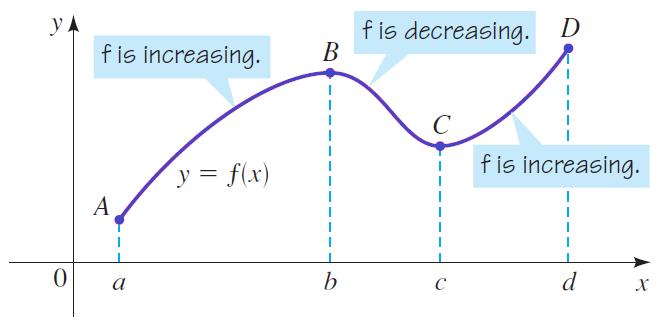 y
f is increasing.
B
f is decreasing.
D
C
y = f(x)
f is increasing.
A
0
a
b
c
d
x